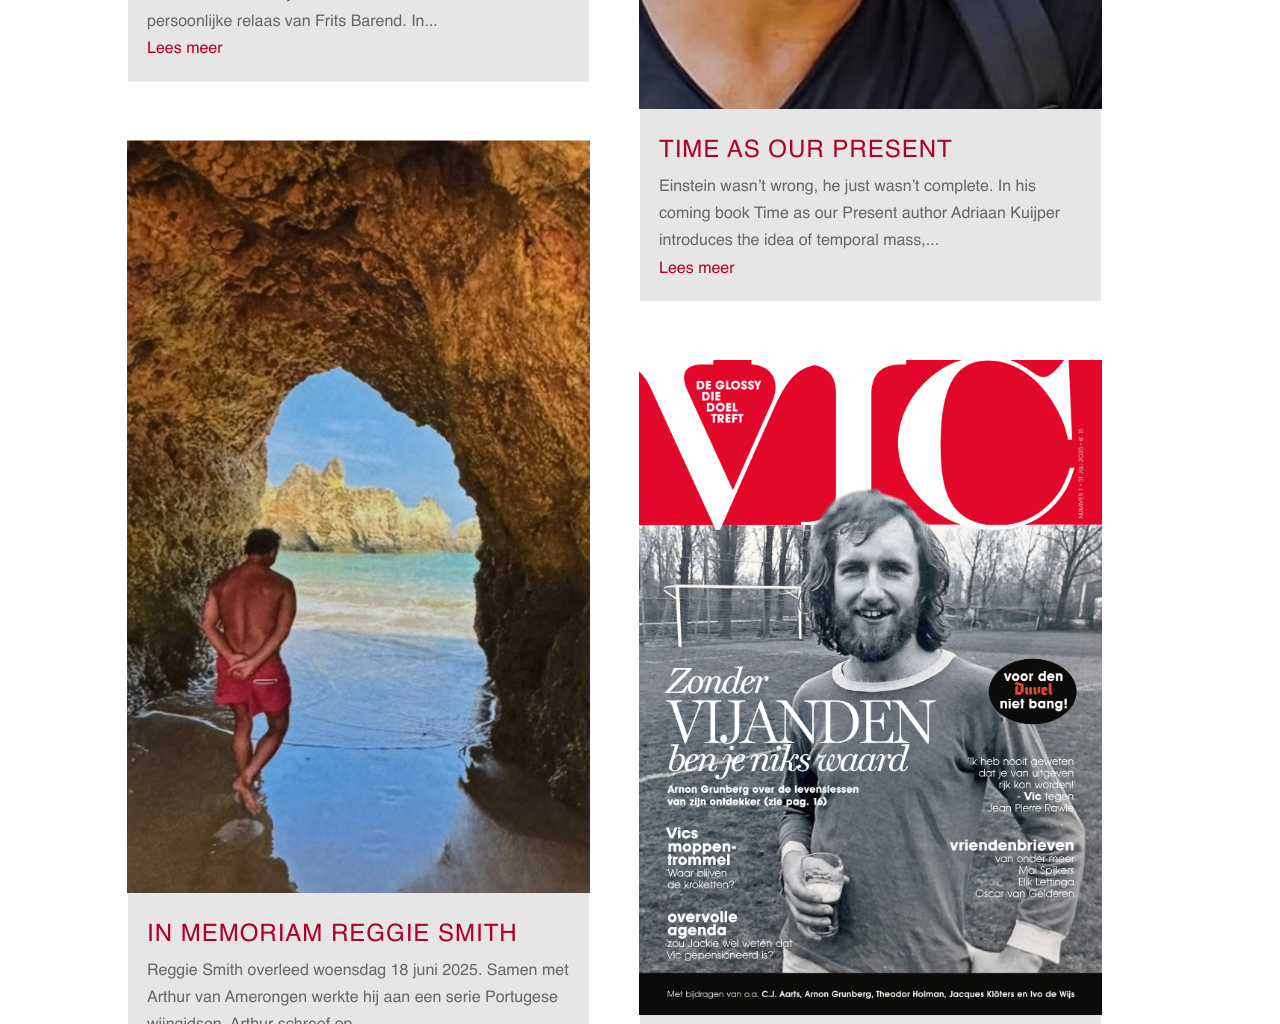 persoonlijke relaas van Frits Barend. In...
Lees meer
IN MEMORIAM REGGIE SMITH
Reggie Smith overleed woensdag 18 juni 2025. Samen met
Arthur van Amerongen werkte hij aan een serie Portugese
wijngidsen. Arthur schreef op
TIME AS OUR PRESENT
Einstein wasn’t wrong, he just wasn’t complete. In his
coming book Time as our Present author Adriaan Kuijper
introduces the idea of temporal mass,...
Lees meer
VIC
DE GLOSSY
DIE
DOEL
TREFT
NUMMER 1 • 31 JULI 2025 • € 15
Zonder
VIJANDEN
ben je niks waard
Arnon Grunberg over de levenslessen
van zijn ontdekker (zie pag. 16)
voor den
Duvel
niet bang!
'Ik heb nooit geweten
dat je van uitgeven
rijk kon worden!'
- Vic tegen
Jean Pierre Rawie
Vics
moppen-
trommel
'Waar blijven
de kroketten?'
vriendenbrieven
van onder meer
Mai Spijkers
Elik Lettinga
Oscar van Gelderen
overvolle
agenda
'zou Jackie wel weten dat
Vic gepensioneerd is?'
Met bijdragen van o.a. C.J. Aarts, Arnon Grunberg, Theodor Holman, Jacques Klöters en Ivo de Wijs